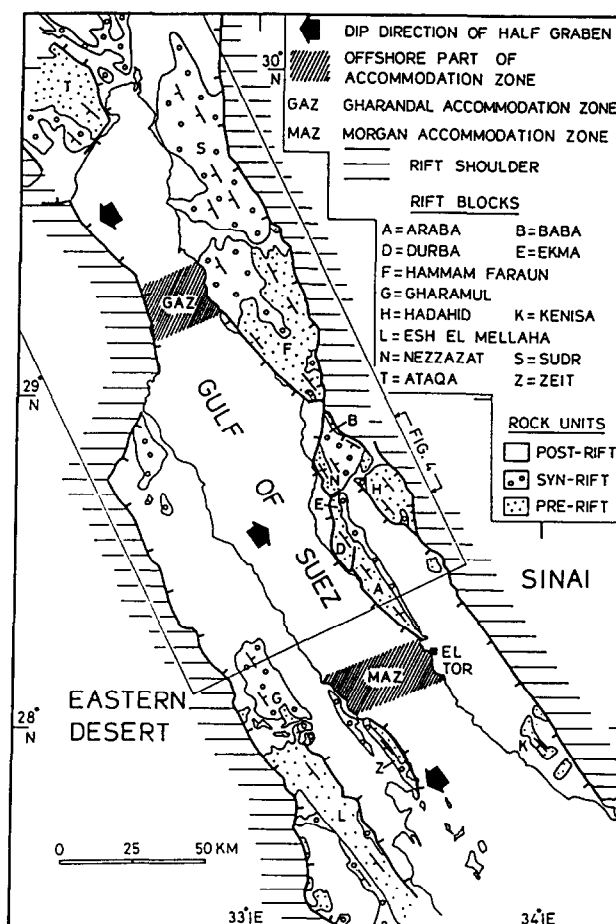 DIP DIRECTION OF HALF GRABEN
OFFSHORE PART OF
ACCOMMODATION ZONE
GAZ GHARANDAL ACCOMMODATION ZONE
MAZ MORGAN ACCOMMODATION ZONE
RIFT SHOULDER
RIFT BLOCKS
A=ARABA B=BABA
D=DURBA E=EKMA
F=HAMMAM FARAUN
G=GHARAMUL
H=HADAHID K=KENISA
L=ESH EL MELLAHA
N=NEZZAZAT S=SUDR
T=ATAQA Z=ZEIT
ROCK UNITS
POST-RIFT
SYN-RIFT
PRE-RIFT
30°
N
T
S
GAZ
F
29°
N
GULF
OF
SUEZ
B
N
H
E
D
A
FIG. 4
SINAI
EL
TOR
MAZ
EASTERN
DESERT
28°
N
G
Z
K
L
0 25 50 KM
33°E
34°E